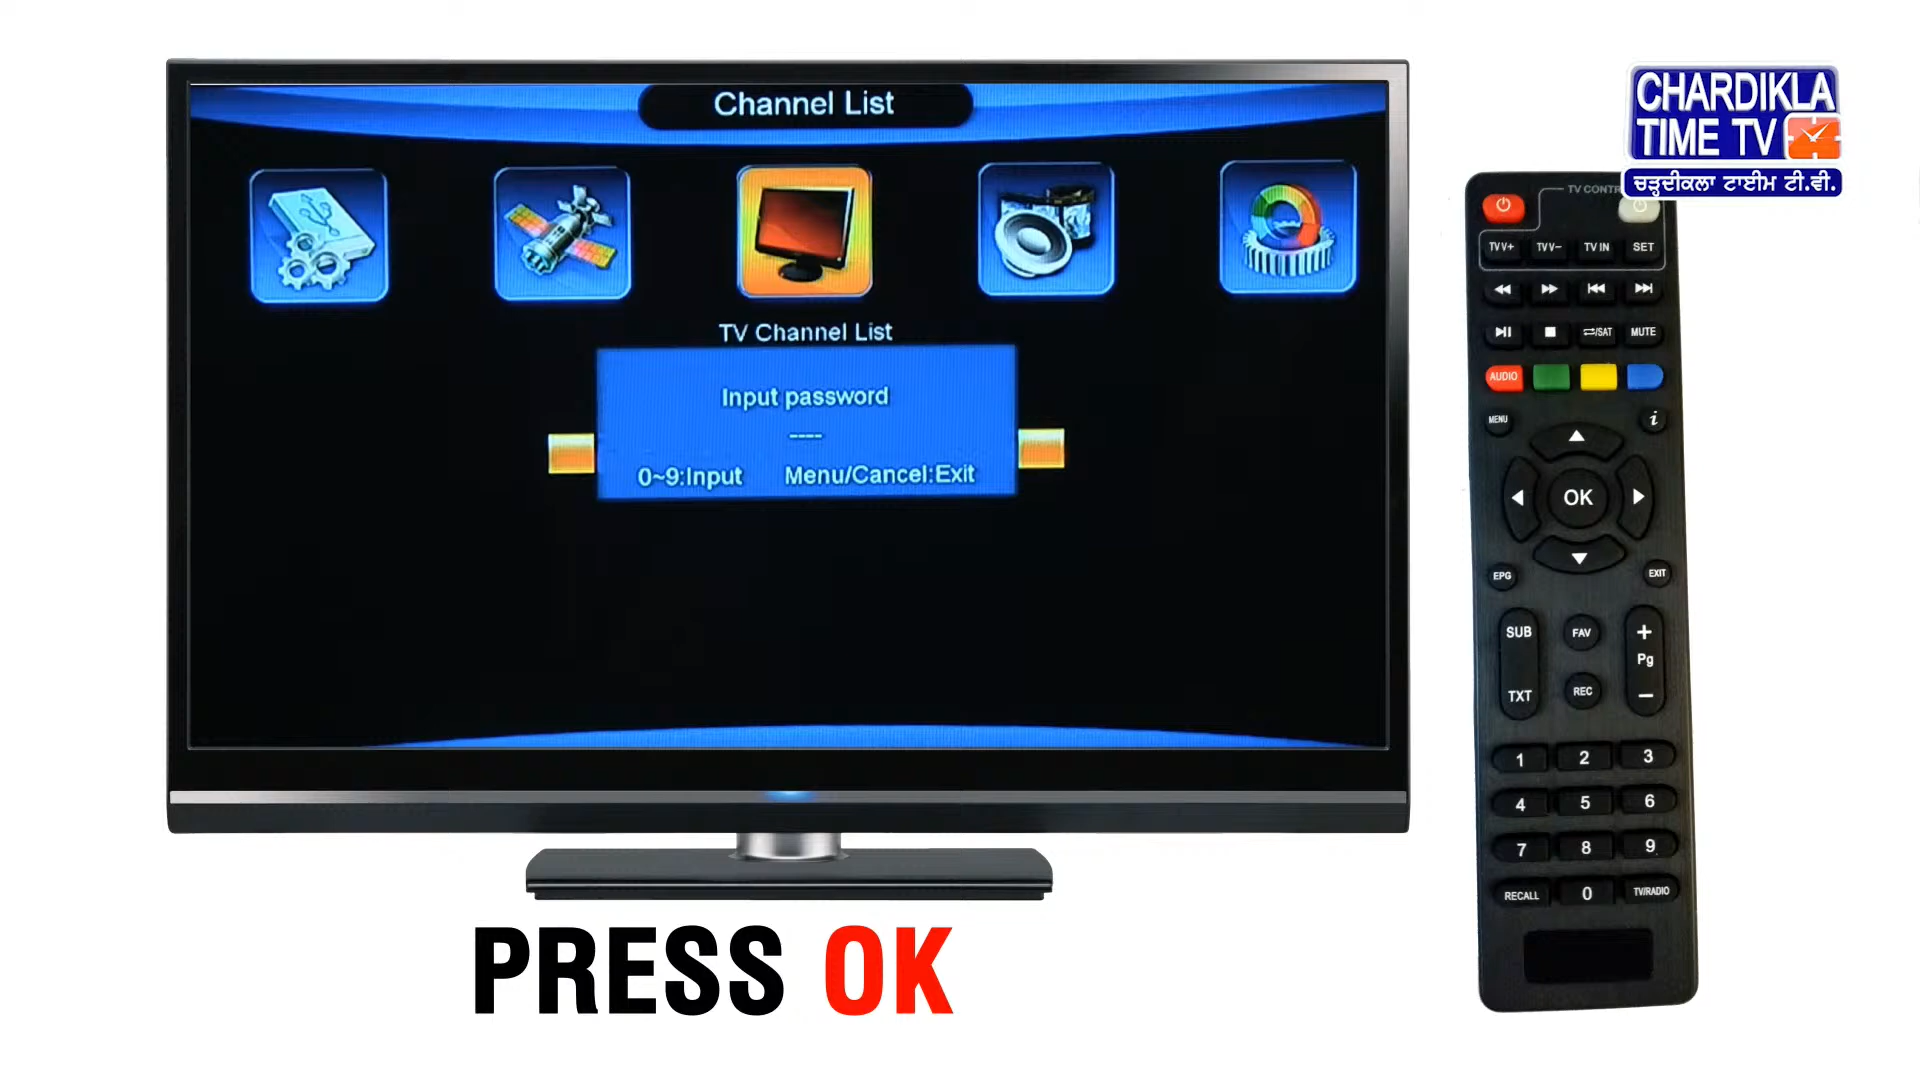 Channel List
TV Channel List
Input password
----
0~9:Input Menu/Cancel:Exit
PRESS OK
CHARDIKLA
TIME TV
ਚੜ੍ਹਦੀਕਲਾ ਟਾਈਮ ਟੀ.ਵੀ.
TV CONTR
TV V+ TV V- TV IN SET
/SAT MUTE
AUDIO
MENU i
OK
EPG EXIT
SUB FAV +
Pg
TXT REC -
1 2 3
4 5 6
7 8 9
RECALL 0 TV/RADIO